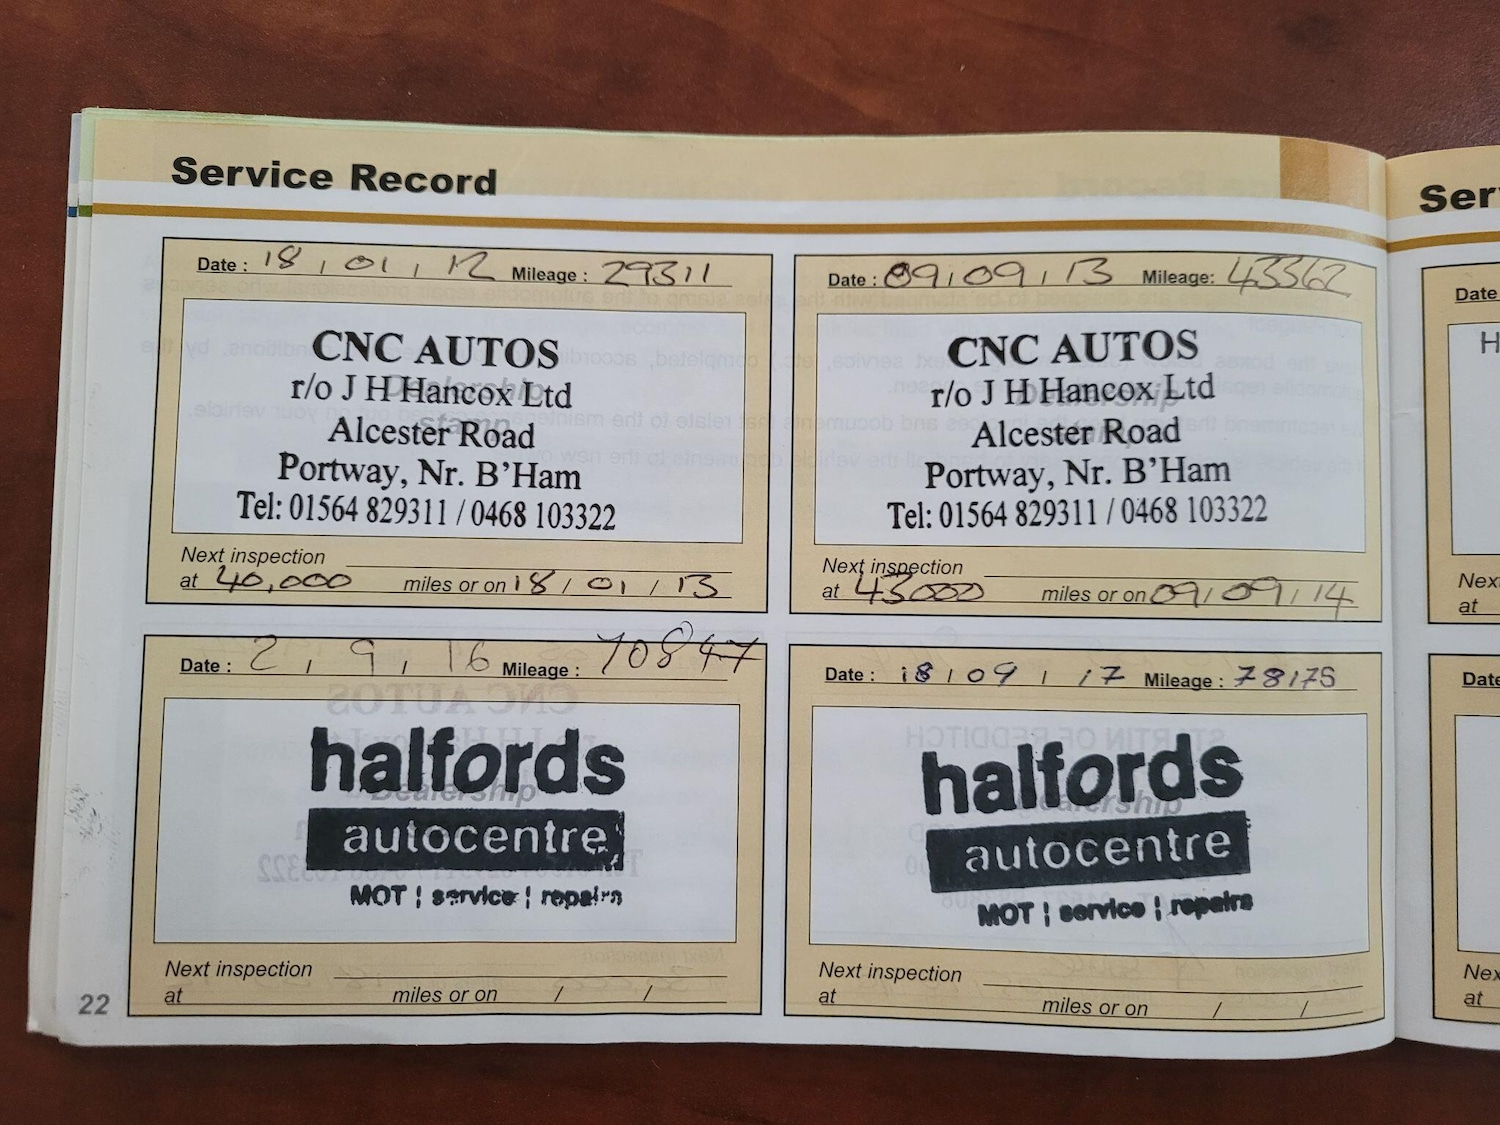 Service Record
Date : 18 / 01 / 12 Mileage : 29311
CNC AUTOS
r/o J H Hancox Ltd
Alcester Road
Portway, Nr. B'Ham
Tel: 01564 829311 / 0468 103322
Next inspection
at 40,000 miles or on 18 / 01 / 13
Date : 09 / 09 / 13 Mileage: 43362
CNC AUTOS
r/o J H Hancox Ltd
Alcester Road
Portway, Nr. B'Ham
Tel: 01564 829311 / 0468 103322
Next inspection
at 43000 miles or on 09 / 09 / 14
Date : 2 / 9 / 16 Mileage : 70847
halfords
autocentre
MOT ¦ service ¦ repairs
Next inspection
at miles or on / /
Date : 18 / 09 / 17 Mileage : 78175
halfords
autocentre
MOT ¦ service ¦ repairs
Next inspection
at miles or on / /
22
Ser
Date
H
Nex
at
Date
Nex
at